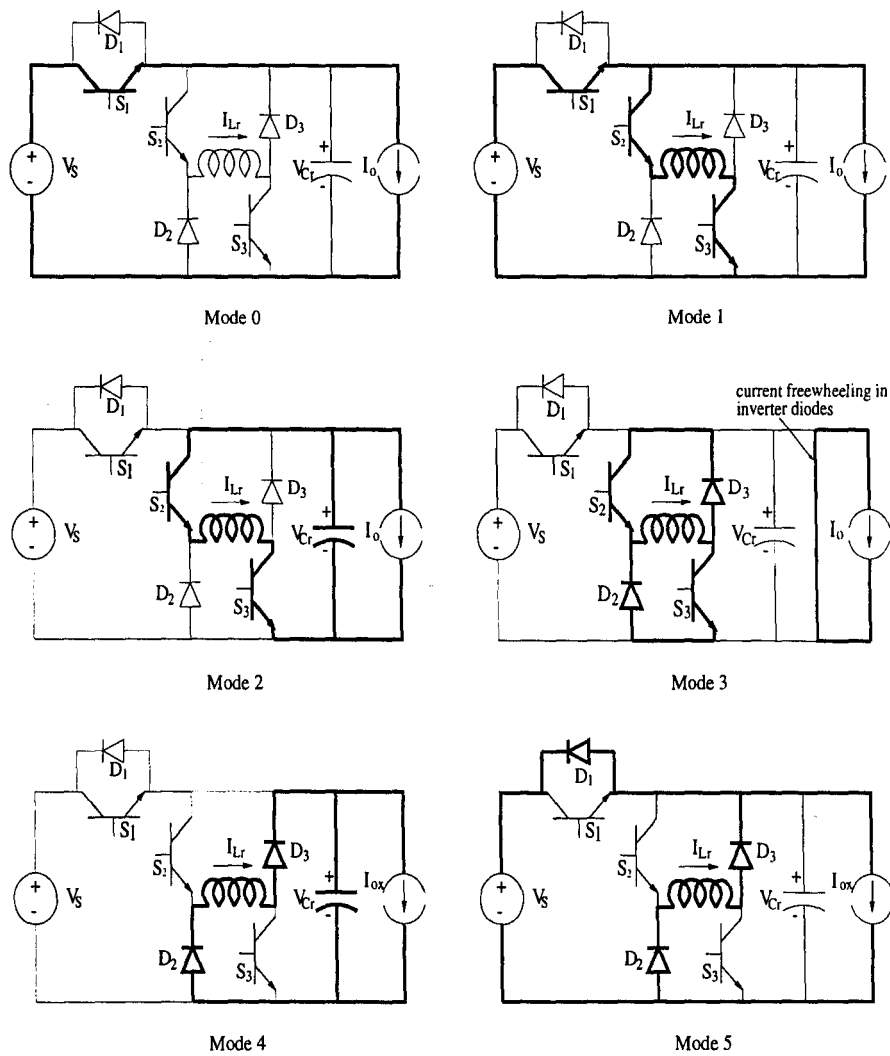 D1
S1
S2
ILr
D3
VS
+
-
+
VCr
-
Io
D2
S3
Mode 0
D1
S1
S2
ILr
D3
VS
+
-
+
VCr
-
Io
D2
S3
Mode 1
D1
S1
S2
ILr
D3
VS
+
-
+
VCr
-
Io
D2
S3
Mode 2
current freewheeling in
inverter diodes
D1
S1
S2
ILr
D3
VS
+
-
+
VCr
-
Io
D2
S3
Mode 3
D1
S1
S2
ILr
D3
VS
+
-
+
VCr
-
Iox
D2
S3
Mode 4
D1
S1
S2
ILr
D3
VS
+
-
+
VCr
-
Iox
D2
S3
Mode 5